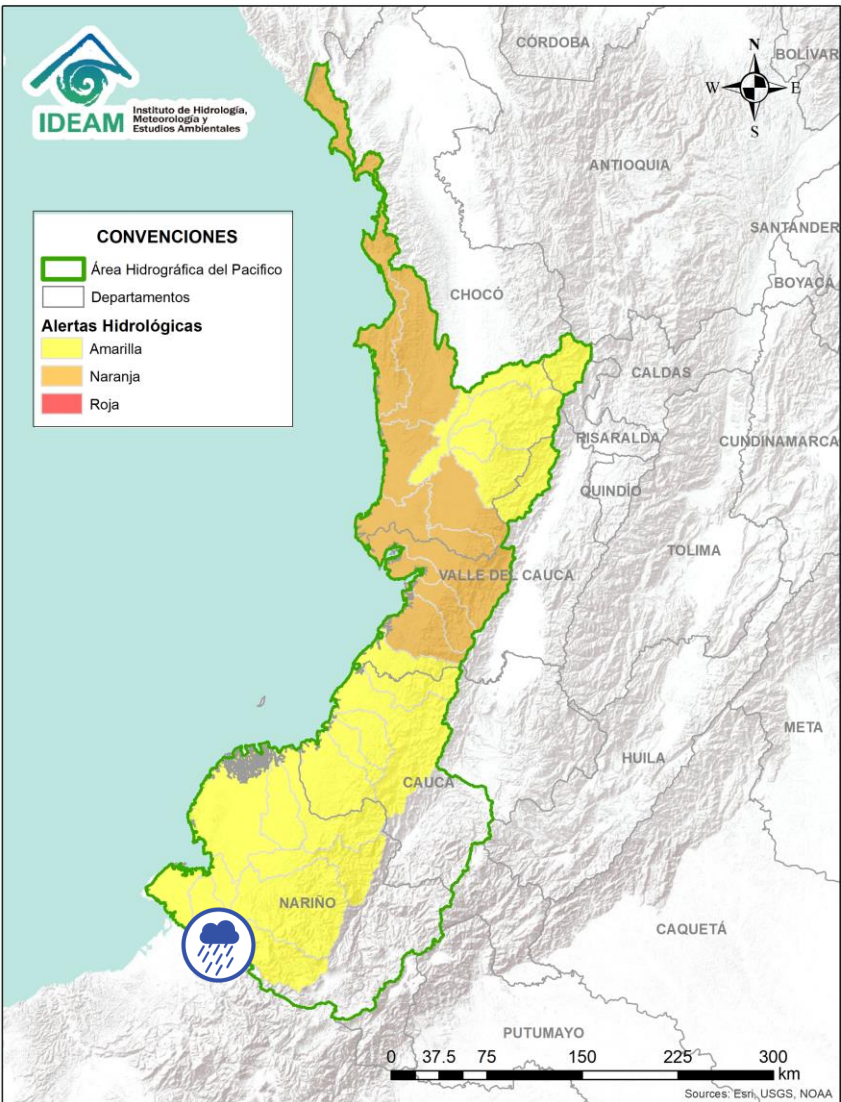 IDEAM
Instituto de Hidrología,
Meteorología y
Estudios Ambientales
N
W
E
S
CÓRDOBA
BOLÍVAR
ANTIOQUIA
SANTANDER
BOYACÁ
CHOCÓ
CALDAS
RISARALDA
CUNDINAMARCA
QUINDÍO
TOLIMA
VALLE DEL CAUCA
META
HUILA
CAUCA
NARIÑO
CAQUETÁ
PUTUMAYO
CONVENCIONES
Área Hidrográfica del Pacifico
Departamentos
Alertas Hidrológicas
Amarilla
Naranja
Roja
0 37.5 75 150 225 300
km
Sources: Esri, USGS, NOAA